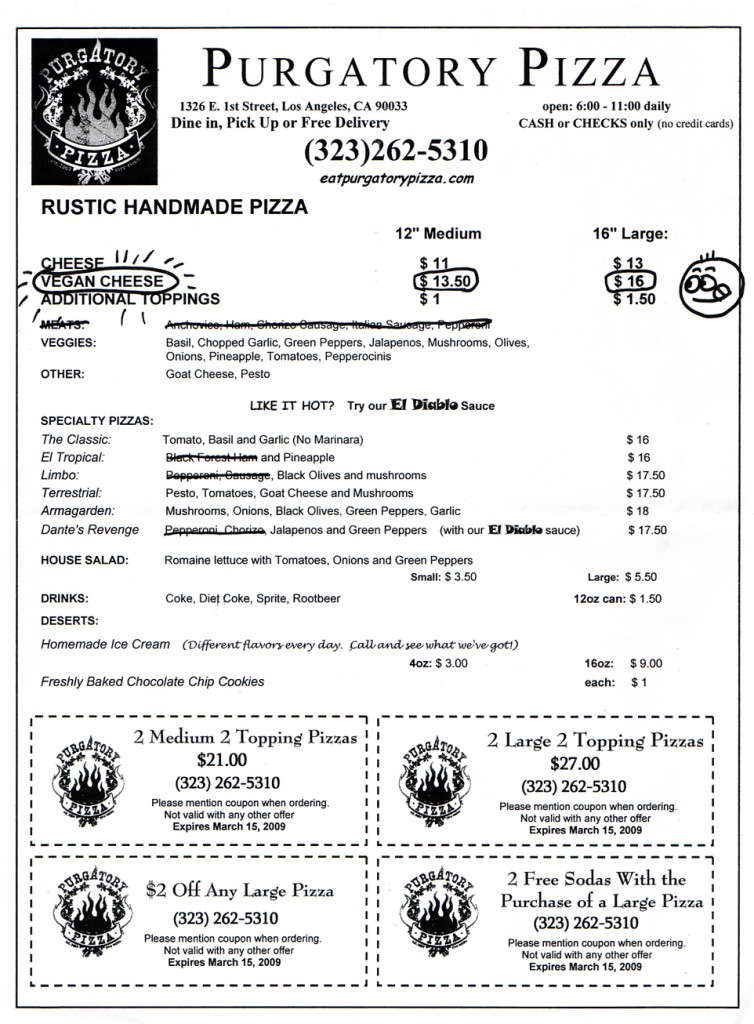 PURGATORY PIZZA
PURGATORY PIZZA
1326 E. 1st Street, Los Angeles, CA 90033
open: 6:00 - 11:00 daily
Dine in, Pick Up or Free Delivery
CASH or CHECKS only (no credit cards)
(323)262-5310
eatpurgatorypizza.com
RUSTIC HANDMADE PIZZA
12" Medium 16" Large:
CHEESE $ 11 $ 13
VEGAN CHEESE $ 13.50 $ 16
ADDITIONAL TOPPINGS $ 1 $ 1.50
MEATS: Anchovies, Ham, Chorizo Sausage, Italian Sausage, Pepperoni
VEGGIES: Basil, Chopped Garlic, Green Peppers, Jalapenos, Mushrooms, Olives,
Onions, Pineapple, Tomatoes, Pepperocinis
OTHER: Goat Cheese, Pesto
LIKE IT HOT? Try our El Diablo Sauce
SPECIALTY PIZZAS:
The Classic: Tomato, Basil and Garlic (No Marinara) $ 16
El Tropical: Black Forest Ham and Pineapple $ 16
Limbo: Pepperoni, Sausage, Black Olives and mushrooms $ 17.50
Terrestrial: Pesto, Tomatoes, Goat Cheese and Mushrooms $ 17.50
Armagarden: Mushrooms, Onions, Black Olives, Green Peppers, Garlic $ 18
Dante's Revenge Pepperoni, Chorizo, Jalapenos and Green Peppers (with our El Diablo sauce) $ 17.50
HOUSE SALAD: Romaine lettuce with Tomatoes, Onions and Green Peppers
Small: $ 3.50 Large: $ 5.50
DRINKS: Coke, Diet Coke, Sprite, Rootbeer 12oz can: $ 1.50
DESERTS:
Homemade Ice Cream (Different flavors every day. Call and see what we've got!)
4oz: $ 3.00 16oz: $ 9.00
Freshly Baked Chocolate Chip Cookies each: $ 1
PURGATORY PIZZA
2 Medium 2 Topping Pizzas
$21.00
(323) 262-5310
Please mention coupon when ordering.
Not valid with any other offer
Expires March 15, 2009
PURGATORY PIZZA
2 Large 2 Topping Pizzas
$27.00
(323) 262-5310
Please mention coupon when ordering.
Not valid with any other offer
Expires March 15, 2009
PURGATORY PIZZA
$2 Off Any Large Pizza
(323) 262-5310
Please mention coupon when ordering.
Not valid with any other offer
Expires March 15, 2009
PURGATORY PIZZA
2 Free Sodas With the
Purchase of a Large Pizza
(323) 262-5310
Please mention coupon when ordering.
Not valid with any other offer
Expires March 15, 2009